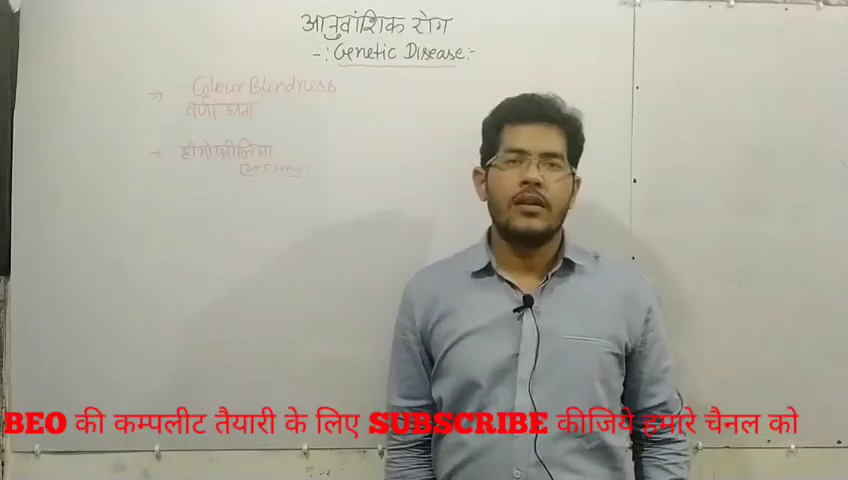 आनुवांशिक रोग
-: Genetic Disease:-
→ Colour Blindness
वर्णांधता
→ हीमोफीलिया
BEO की कम्पलीट तैयारी के लिए SUBSCRIBE कीजिये हमारे चैनल को